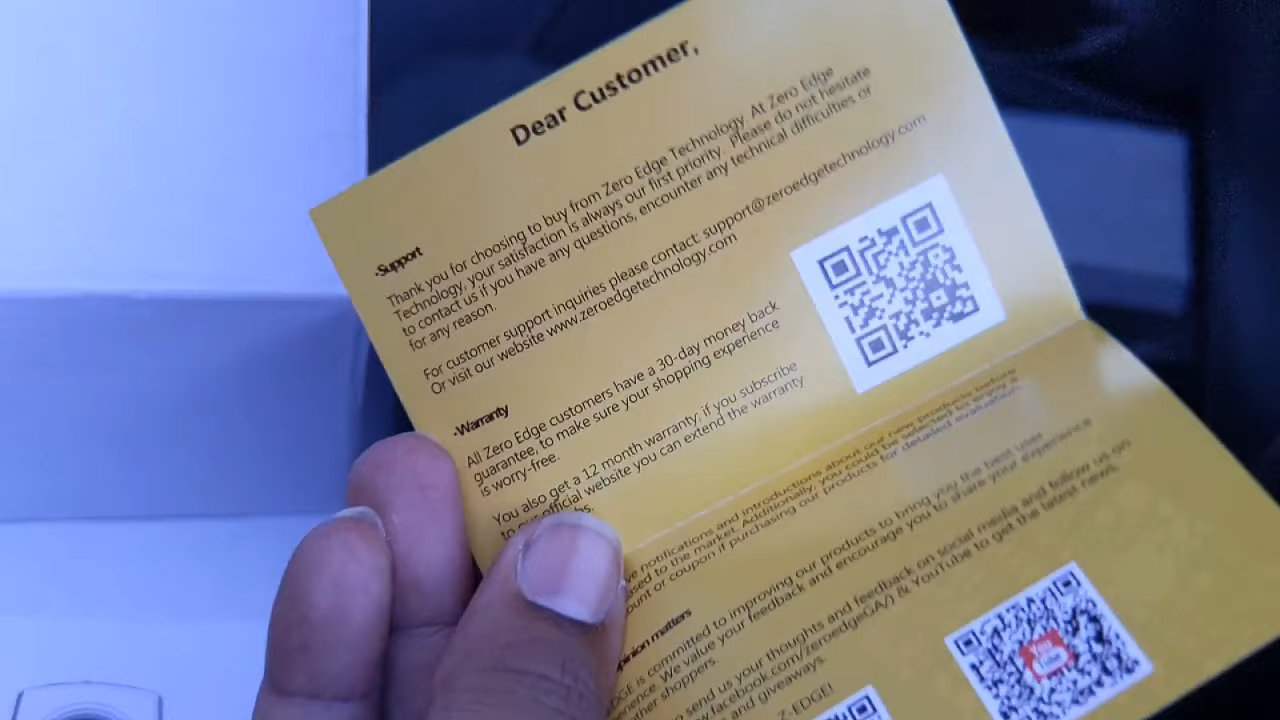 Dear Customer,
·Support
Thank you for choosing to buy from Zero Edge Technology. At Zero Edge
Technology, your satisfaction is always our first priority. Please do not hesitate
to contact us if you have any questions, encounter any technical difficulties or
for any reason.
For customer support inquiries please contact: support@zeroedgetechnology.com
Or visit our website www.zeroedgetechnology.com
·Warranty
All Zero Edge customers have a 30-day money back
guarantee, to make sure your shopping experience
is worry-free.
You also get a 12 month warranty, if you subscribe
to our official website you can extend the warranty
notifications and introductions about our new products before
to the market. Additionally, you could be selected to enjoy a
or coupon if purchasing our products for detailed evaluation.
matters
is committed to improving our products to bring you the best user
We value your feedback and encourage you to share your experience
other shoppers.
send us your thoughts and feedback on social media and follow us on
facebook.com/zeroedgeGA/) & YouTube to get the latest news,
and giveaways.
Z-EDGE!